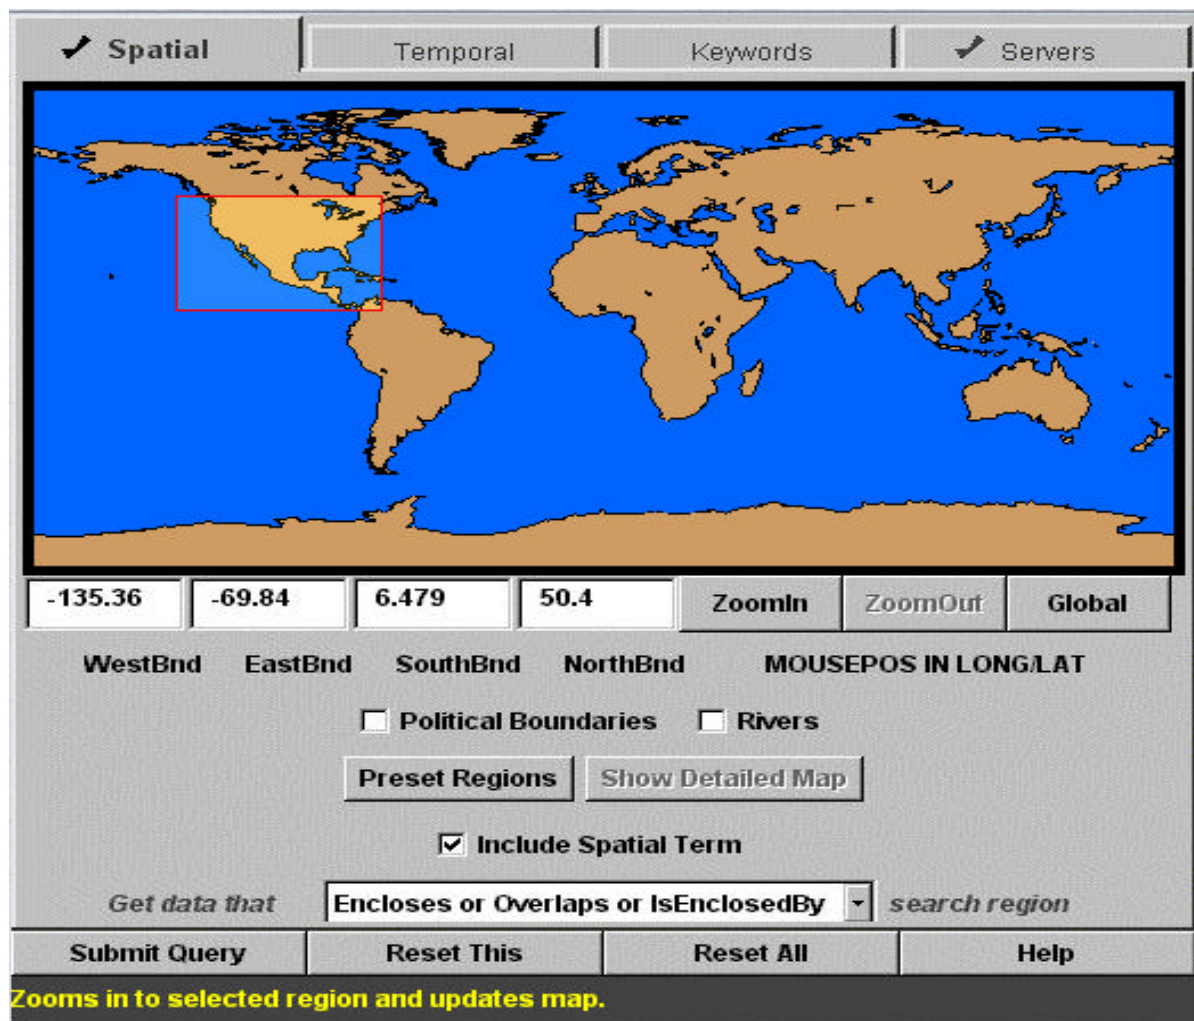 Spatial Temporal Keywords Servers
-135.36 -69.84 6.479 50.4 ZoomIn ZoomOut Global
WestBnd EastBnd SouthBnd NorthBnd MOUSEPOS IN LONG/LAT
Political Boundaries Rivers
Preset Regions Show Detailed Map
Include Spatial Term
Get data that Encloses or Overlaps or IsEnclosedBy search region
Submit Query Reset This Reset All Help
Zooms in to selected region and updates map.